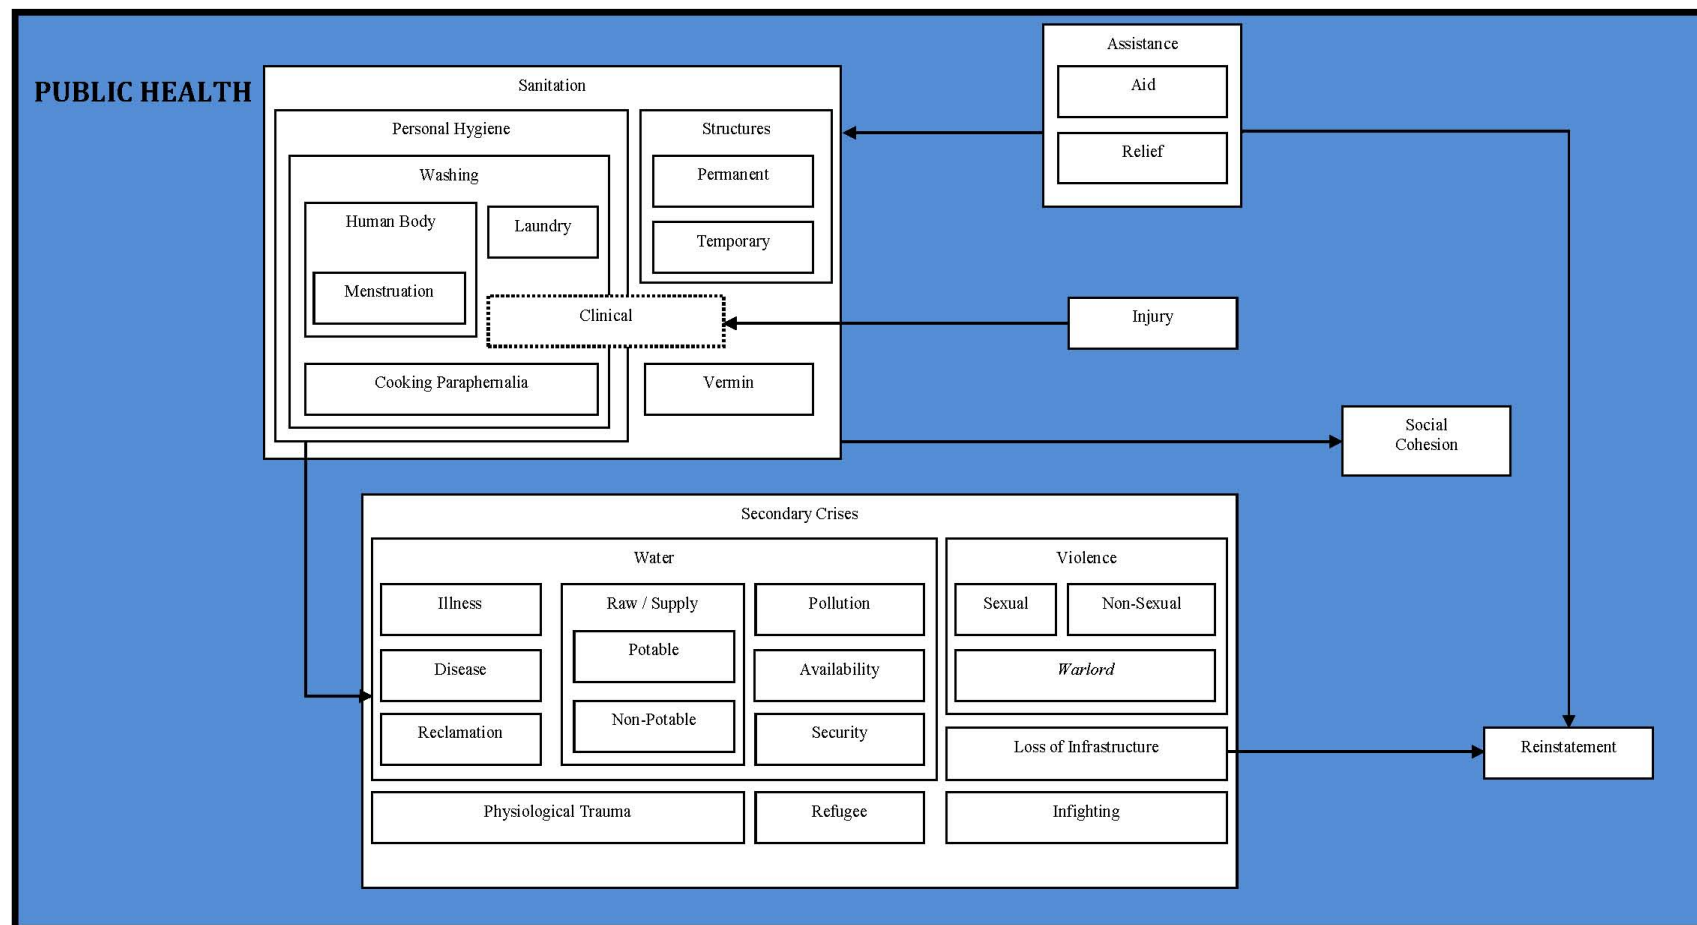 PUBLIC HEALTH
Sanitation
Personal Hygiene
Washing
Human Body
Menstruation
Laundry
Clinical
Cooking Paraphernalia
Structures
Permanent
Temporary
Vermin
Assistance
Aid
Relief
Injury
Social
Cohesion
Secondary Crises
Water
Illness
Disease
Reclamation
Raw / Supply
Potable
Non-Potable
Pollution
Availability
Security
Violence
Sexual
Non-Sexual
Warlord
Loss of Infrastructure
Reinstatement
Physiological Trauma
Refugee
Infighting